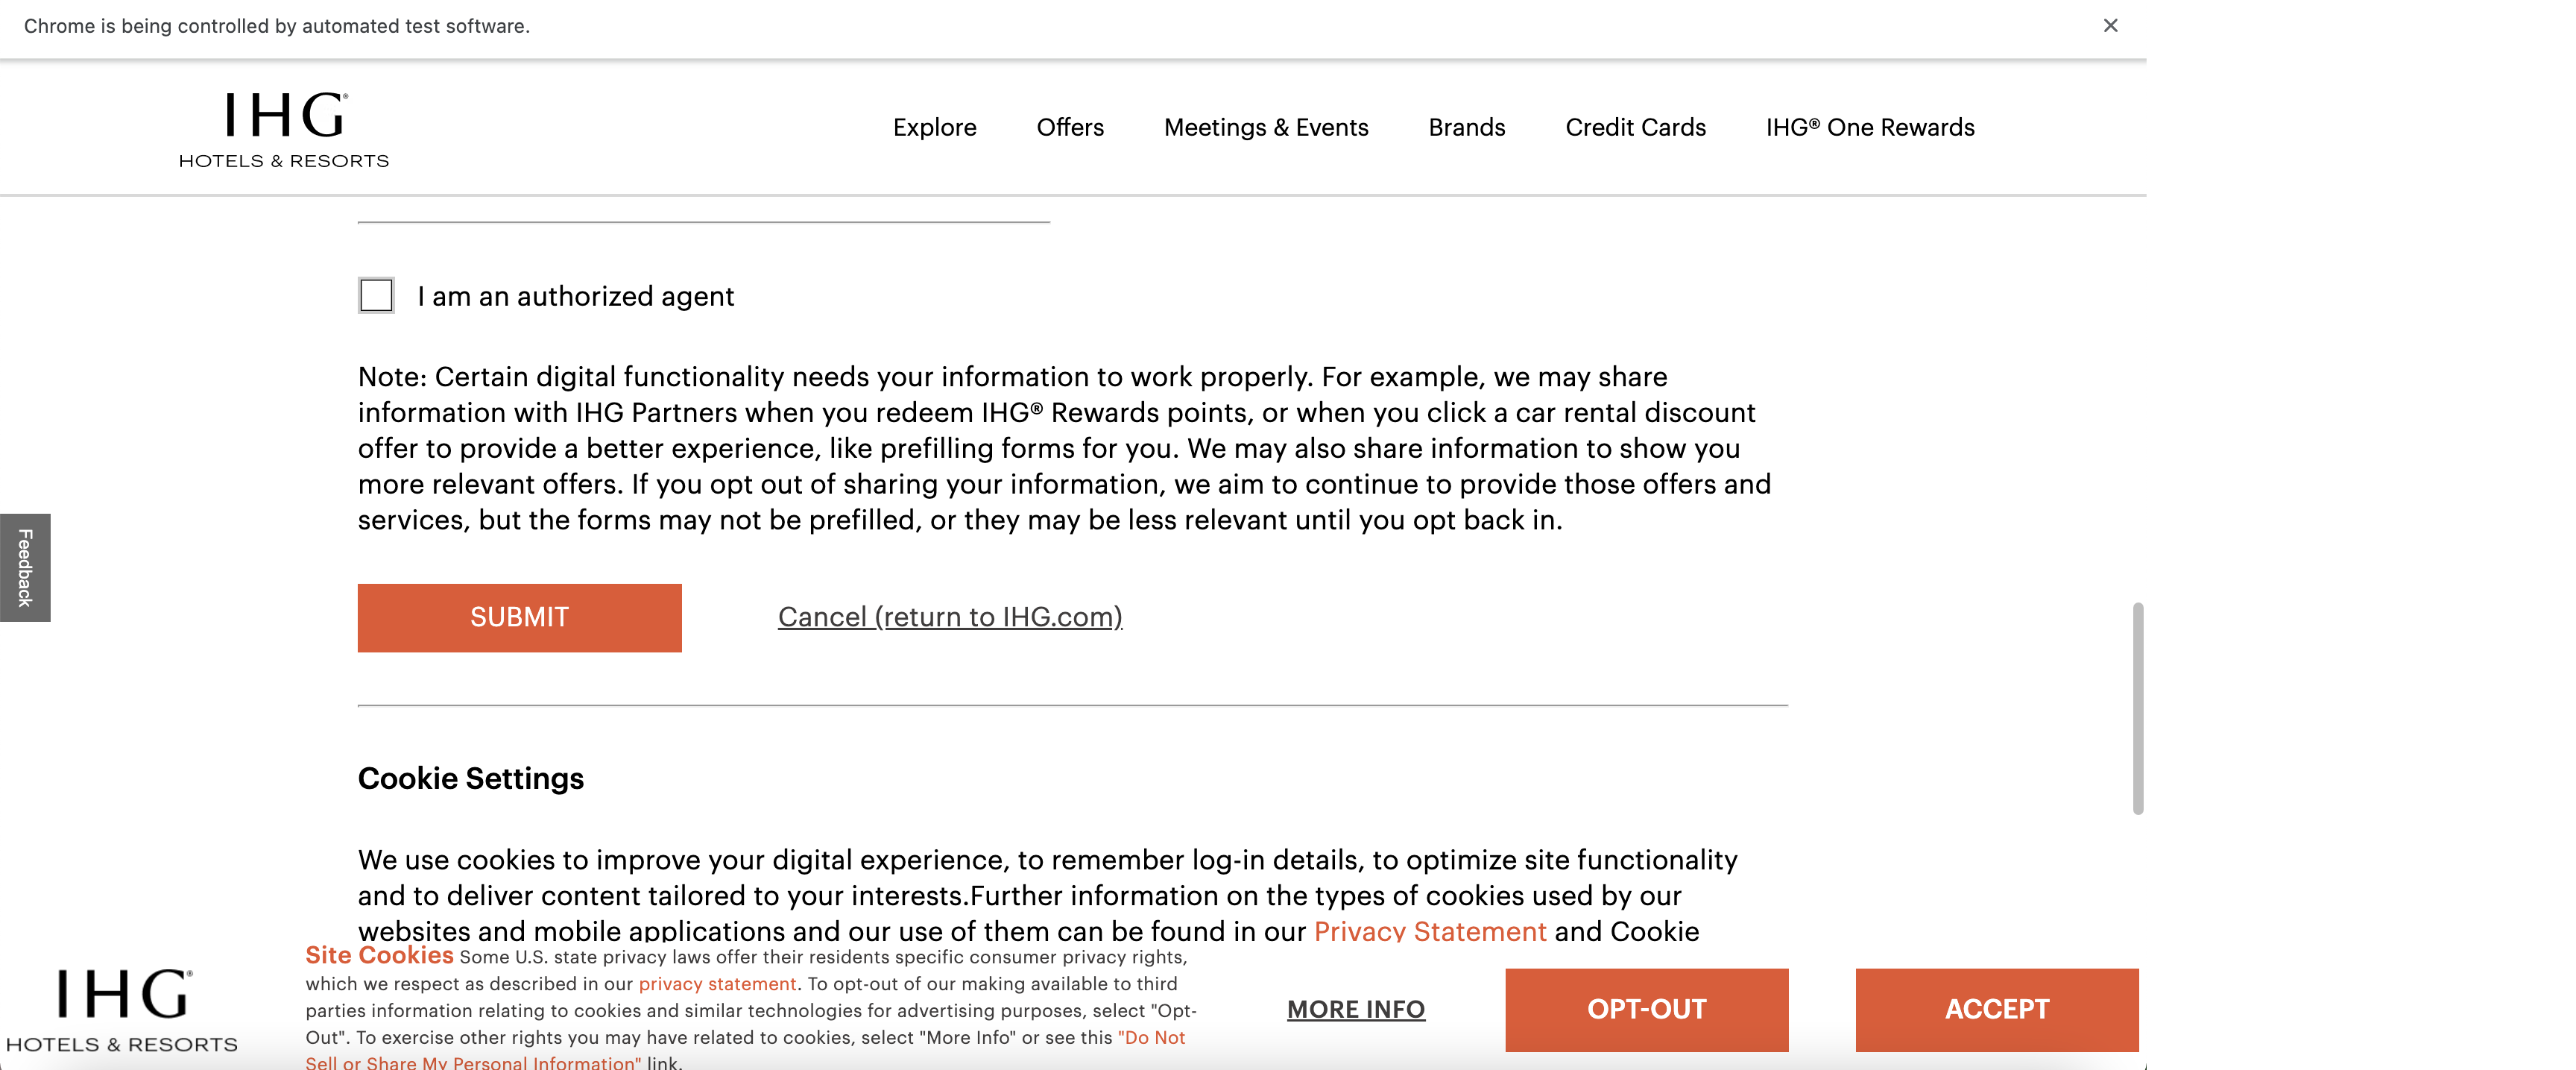 Chrome is being controlled by automated test software.
IHG®
HOTELS & RESORTS
Explore
Offers
Meetings & Events
Brands
Credit Cards
IHG® One Rewards
I am an authorized agent
Note: Certain digital functionality needs your information to work properly. For example, we may share
information with IHG Partners when you redeem IHG® Rewards points, or when you click a car rental discount
offer to provide a better experience, like prefilling forms for you. We may also share information to show you
more relevant offers. If you opt out of sharing your information, we aim to continue to provide those offers and
services, but the forms may not be prefilled, or they may be less relevant until you opt back in.
Feedback
SUBMIT
Cancel (return to IHG.com)
Cookie Settings
We use cookies to improve your digital experience, to remember log-in details, to optimize site functionality
and to deliver content tailored to your interests.Further information on the types of cookies used by our
websites and mobile applications and our use of them can be found in our Privacy Statement and Cookie
IHG®
HOTELS & RESORTS
Site Cookies Some U.S. state privacy laws offer their residents specific consumer privacy rights,
which we respect as described in our privacy statement. To opt-out of our making available to third
parties information relating to cookies and similar technologies for advertising purposes, select "Opt-
Out". To exercise other rights you may have related to cookies, select "More Info" or see this "Do Not
Sell or Share My Personal Information" link.
MORE INFO
OPT-OUT
ACCEPT